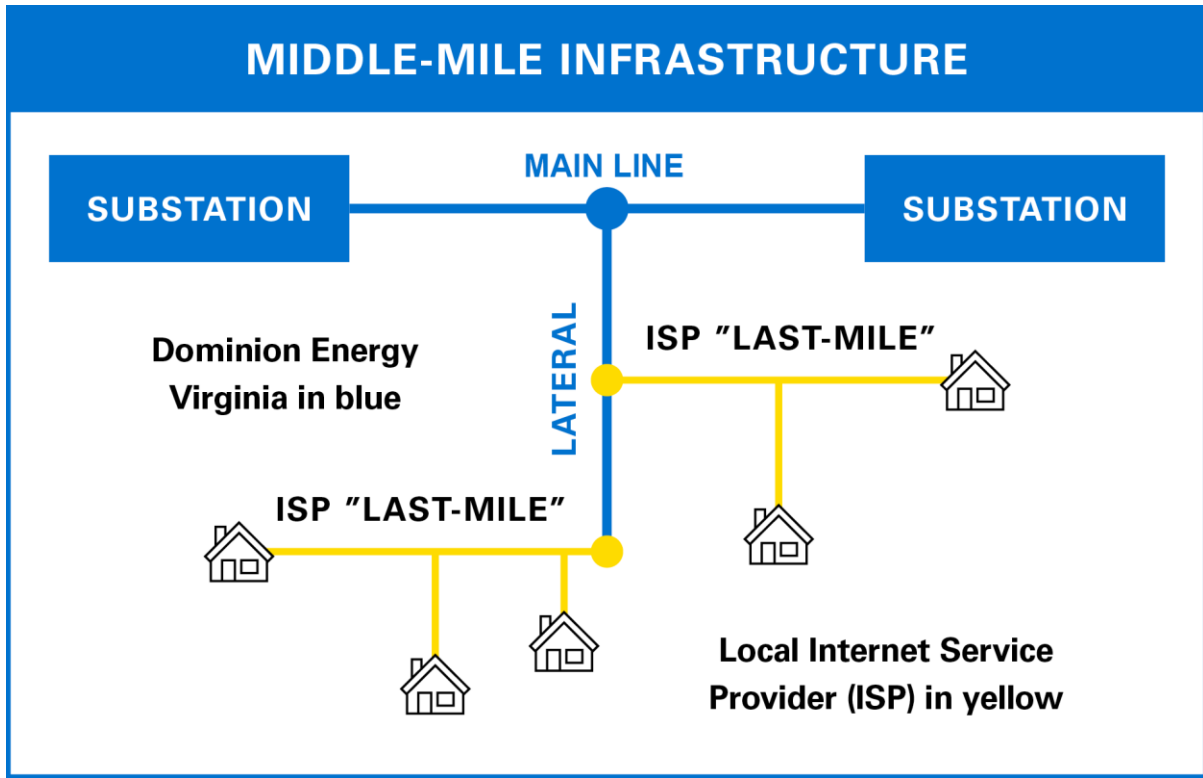 MIDDLE-MILE INFRASTRUCTURE
MAIN LINE
SUBSTATION
SUBSTATION
LATERAL
ISP "LAST-MILE"
Dominion Energy
Virginia in blue
ISP "LAST-MILE"
Local Internet Service
Provider (ISP) in yellow